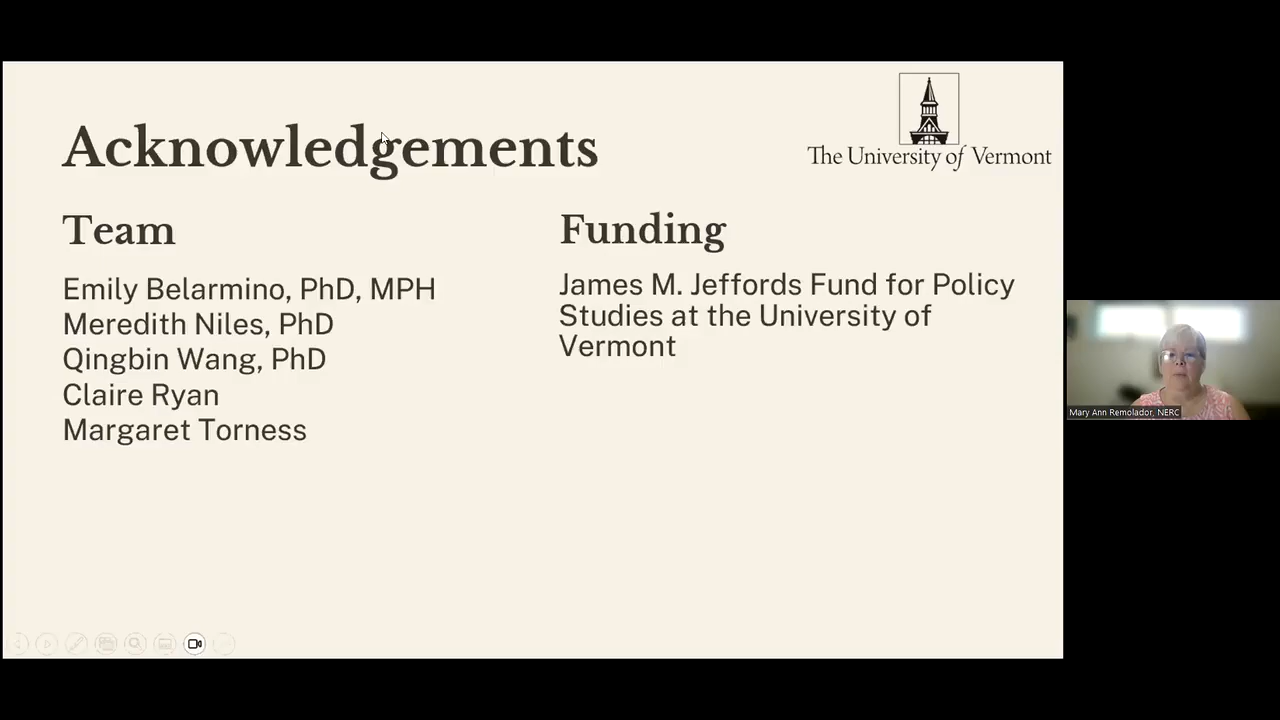 Acknowledgements
The University of Vermont
Team
Emily Belarmino, PhD, MPH
Meredith Niles, PhD
Qingbin Wang, PhD
Claire Ryan
Margaret Torness
Funding
James M. Jeffords Fund for Policy
Studies at the University of
Vermont
Mary Ann Remolador, NERC